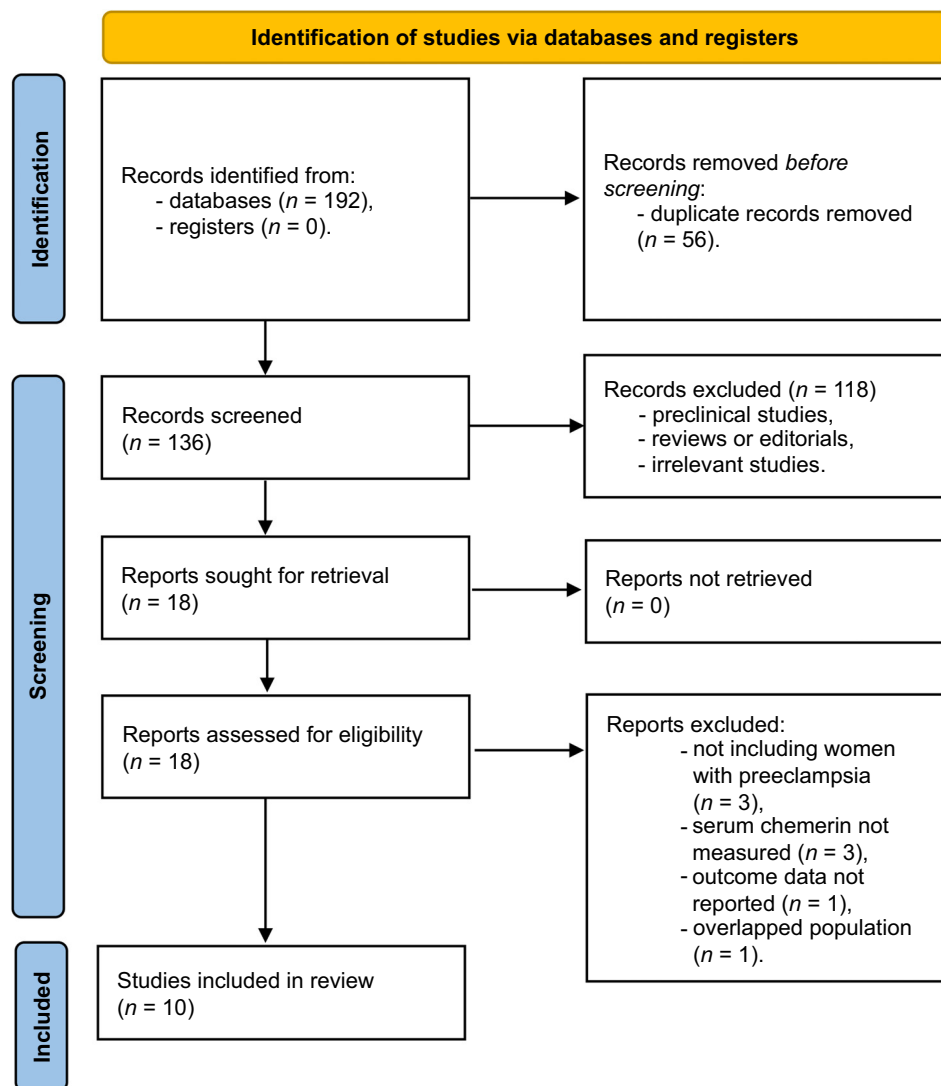 Identification of studies via databases and registers
Identification
Records identified from:
- databases (n = 192),
- registers (n = 0).
Records removed before
screening:
- duplicate records removed
(n = 56).
Screening
Records screened
(n = 136)
Records excluded (n = 118)
- preclinical studies,
- reviews or editorials,
- irrelevant studies.
Reports sought for retrieval
(n = 18)
Reports not retrieved
(n = 0)
Reports assessed for eligibility
(n = 18)
Reports excluded:
- not including women
with preeclampsia
(n = 3),
- serum chemerin not
measured (n = 3),
- outcome data not
reported (n = 1),
- overlapped population
(n = 1).
Included
Studies included in review
(n = 10)